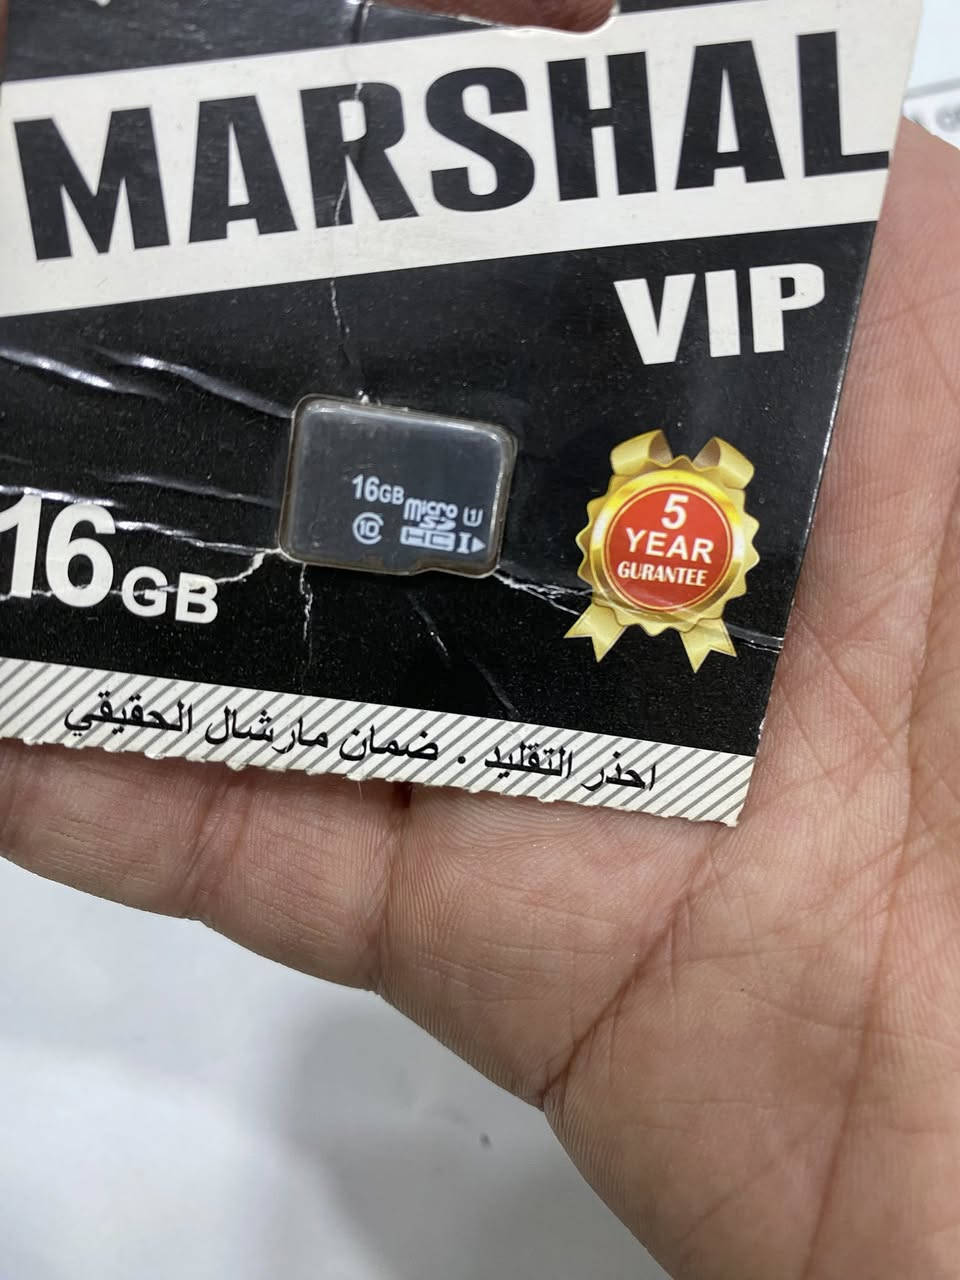 MARSHAL
VIP
16GB micro
SD U1
10 HC I
5
YEAR
GURANTEE
16GB
احذر التقليد . ضمان مارشال الحقيقي